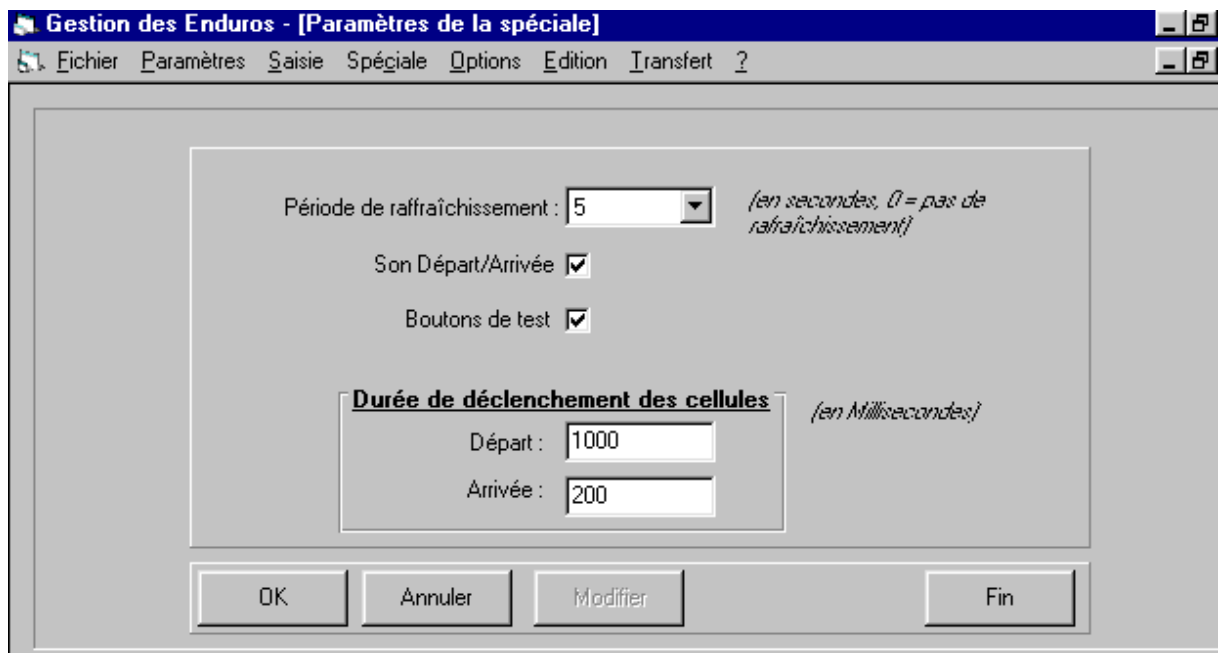 Gestion des Enduros - [Paramètres de la spéciale]
Fichier Paramètres Saisie Spéciale Options Edition Transfert ?
Période de raffraîchissement : 5 (en secondes, 0 = pas de
rafraîchissement)
Son Départ/Arrivée
Boutons de test
Durée de déclenchement des cellules (en Millisecondes)
Départ : 1000
Arrivée : 200
OK Annuler Modifier Fin